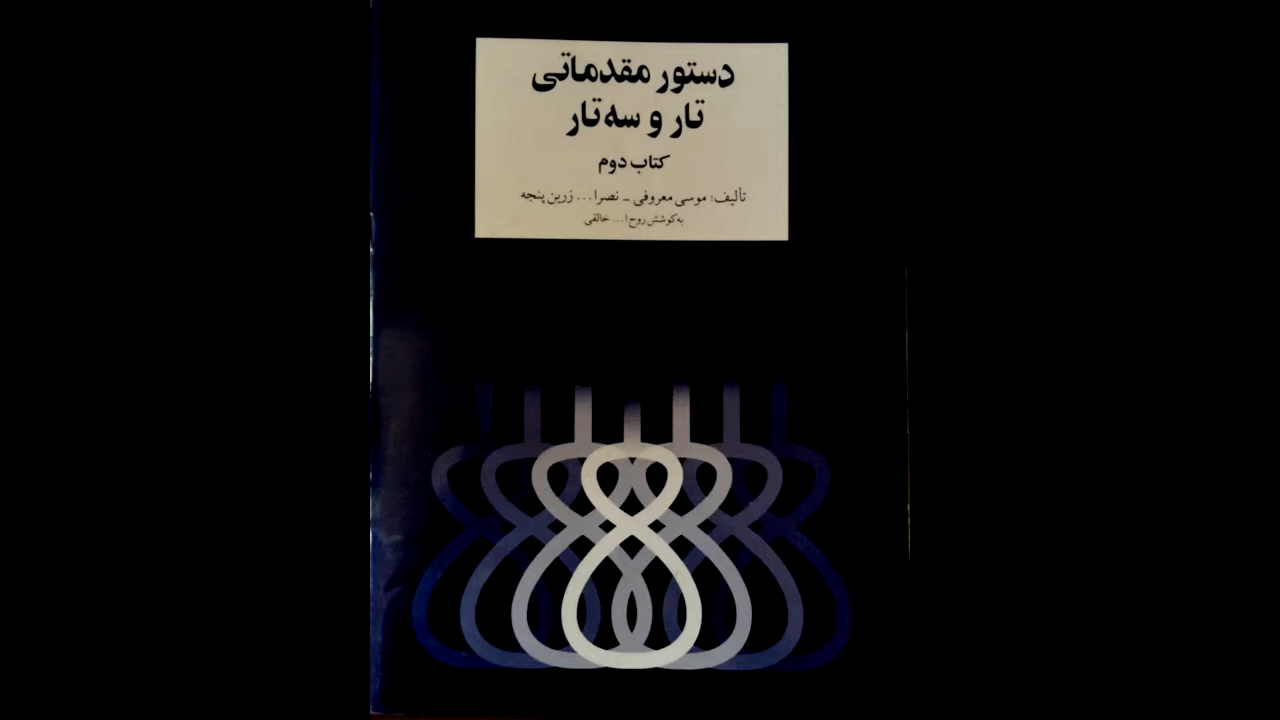 دستور مقدماتی
تار و سه‌تار
کتاب دوم
تألیف: موسی معروفی ـ نصرا... زرین پنجه
به کوشش روح ا... خالقی